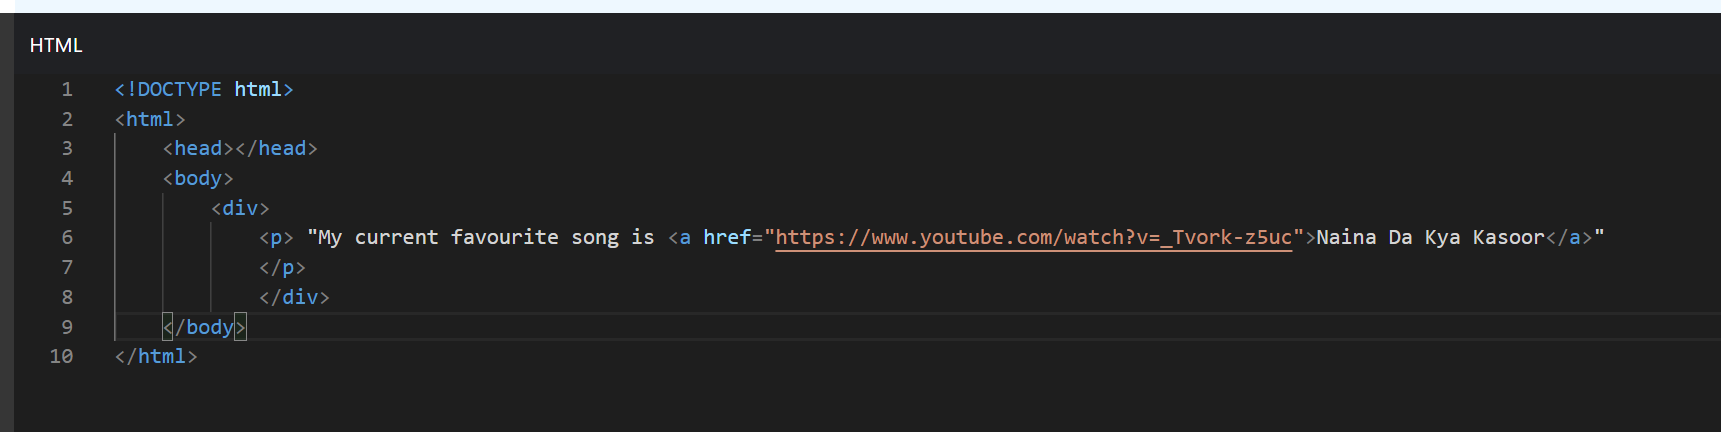 HTML
1 <!DOCTYPE html>
2 <html>
3 <head></head>
4 <body>
5 <div>
6 <p> "My current favourite song is <a href="https://www.youtube.com/watch?v=_Tvork-z5uc">Naina Da Kya Kasoor</a>"
7 </p>
8 </div>
9 </body>
10 </html>